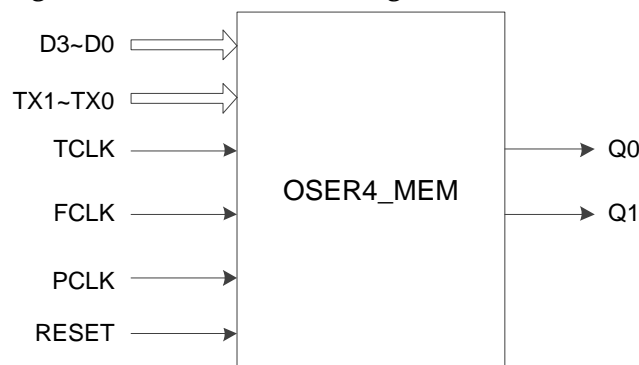 D3~D0
TX1~TX0
TCLK
FCLK
PCLK
RESET
OSER4_MEM
Q0
Q1